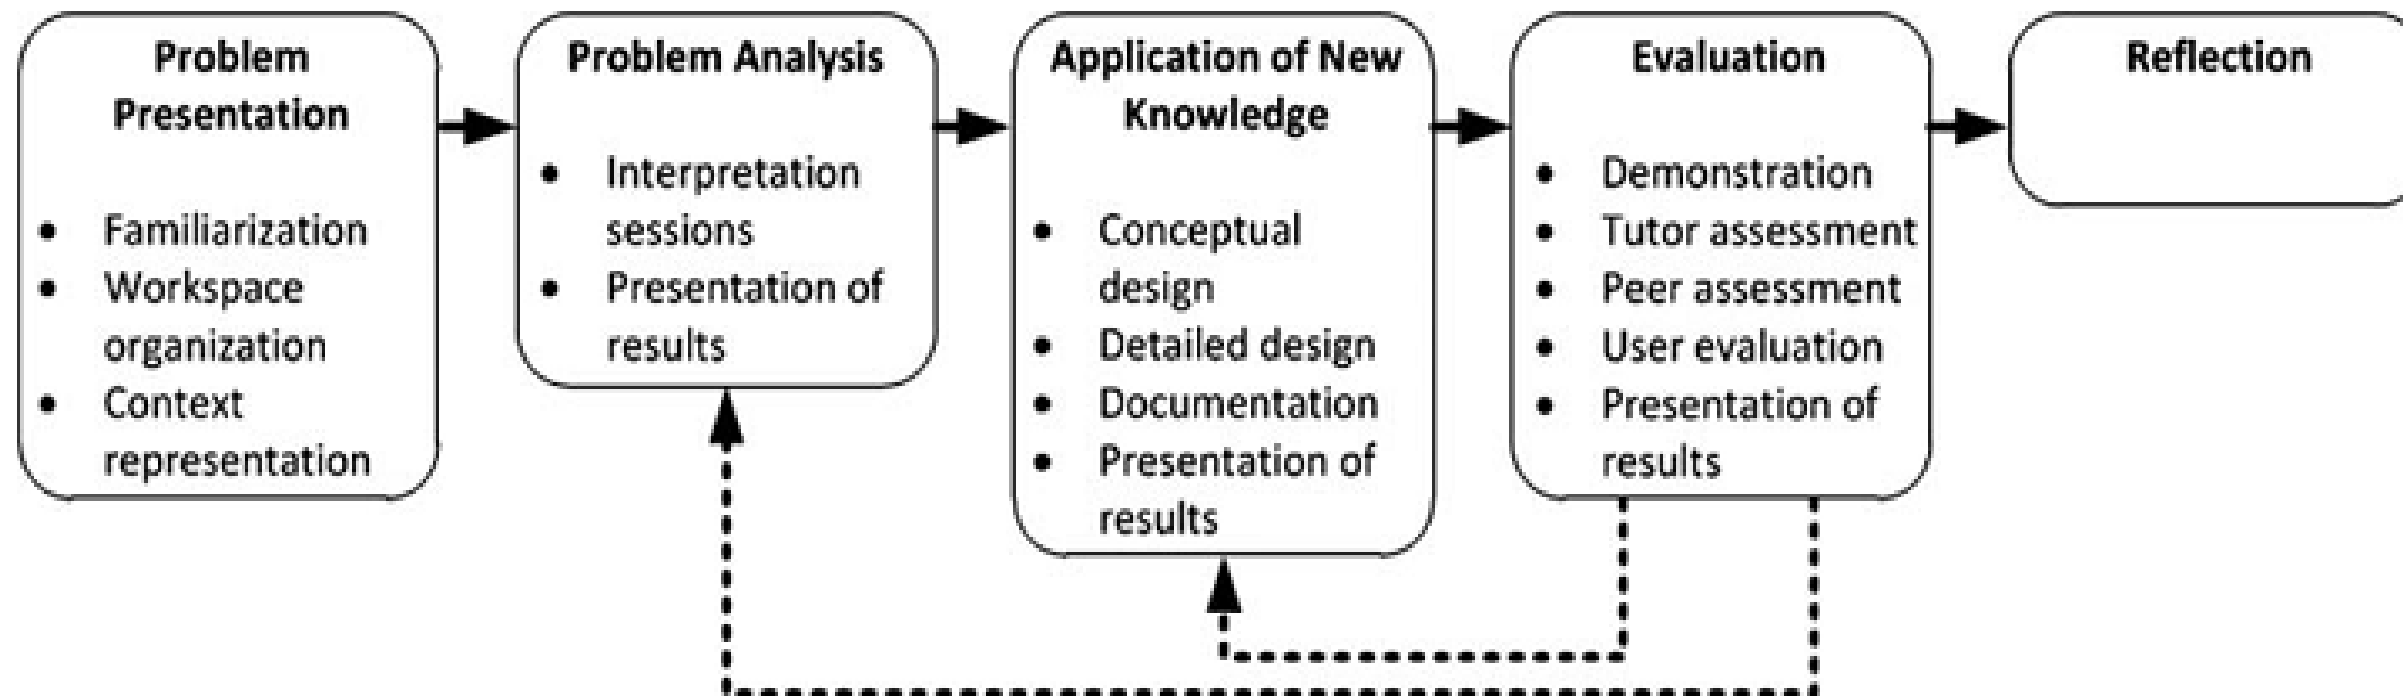 Problem
Presentation
• Familiarization
• Workspace
organization
• Context
representation
Problem Analysis
• Interpretation
sessions
• Presentation of
results
Application of New
Knowledge
• Conceptual
design
• Detailed design
• Documentation
• Presentation of
results
Evaluation
• Demonstration
• Tutor assessment
• Peer assessment
• User evaluation
• Presentation of
results
Reflection